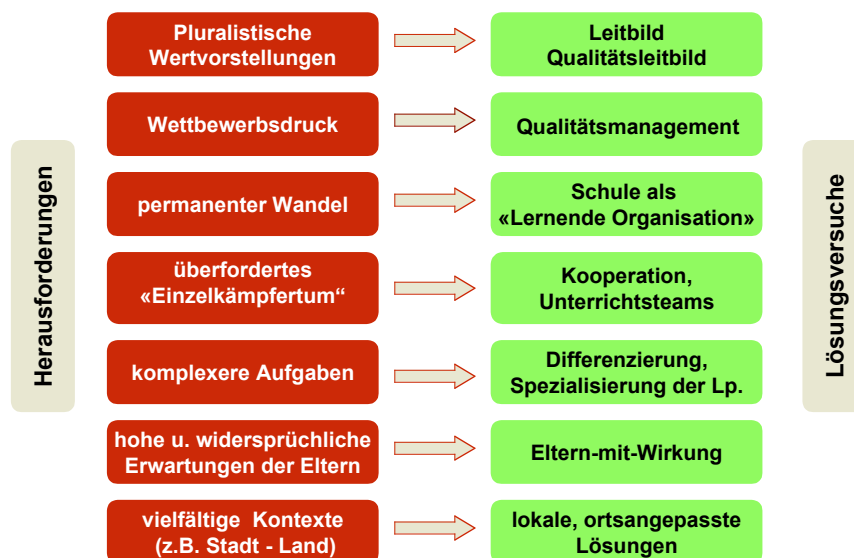 Herausforderungen
Pluralistische
Wertvorstellungen
Leitbild
Qualitätsleitbild
Wettbewerbsdruck
Qualitätsmanagement
permanenter Wandel
Schule als
«Lernende Organisation»
überfordertes
«Einzelkämpfertum“
Kooperation,
Unterrichtsteams
komplexere Aufgaben
Differenzierung,
Spezialisierung der Lp.
hohe u. widersprüchliche
Erwartungen der Eltern
Eltern-mit-Wirkung
vielfältige Kontexte
(z.B. Stadt - Land)
lokale, ortsangepasste
Lösungen
Lösungsversuche